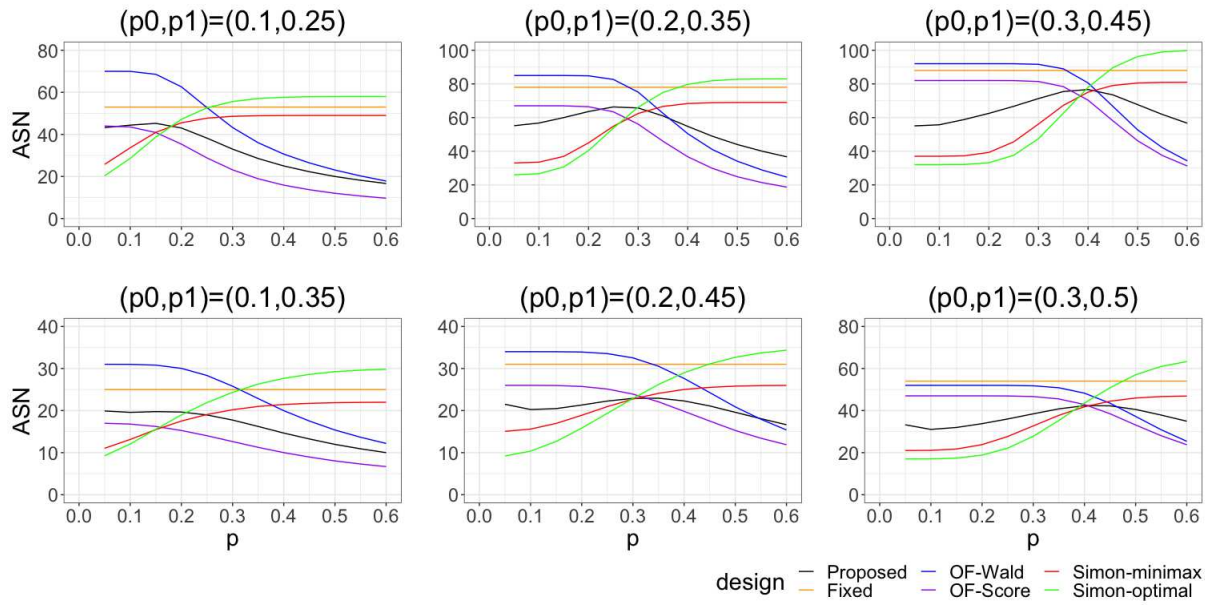 (p0,p1)=(0.1,0.25)
(p0,p1)=(0.2,0.35)
(p0,p1)=(0.3,0.45)
ASN
80
60
40
20
0
0.0 0.1 0.2 0.3 0.4 0.5 0.6
100
80
60
40
20
0
0.0 0.1 0.2 0.3 0.4 0.5 0.6
100
80
60
40
20
0
0.0 0.1 0.2 0.3 0.4 0.5 0.6
(p0,p1)=(0.1,0.35)
(p0,p1)=(0.2,0.45)
(p0,p1)=(0.3,0.5)
ASN
40
30
20
10
0
0.0 0.1 0.2 0.3 0.4 0.5 0.6
p
40
30
20
10
0
0.0 0.1 0.2 0.3 0.4 0.5 0.6
p
80
60
40
20
0
0.0 0.1 0.2 0.3 0.4 0.5 0.6
p
design
Proposed OF-Wald Simon-minimax
Fixed OF-Score Simon-optimal